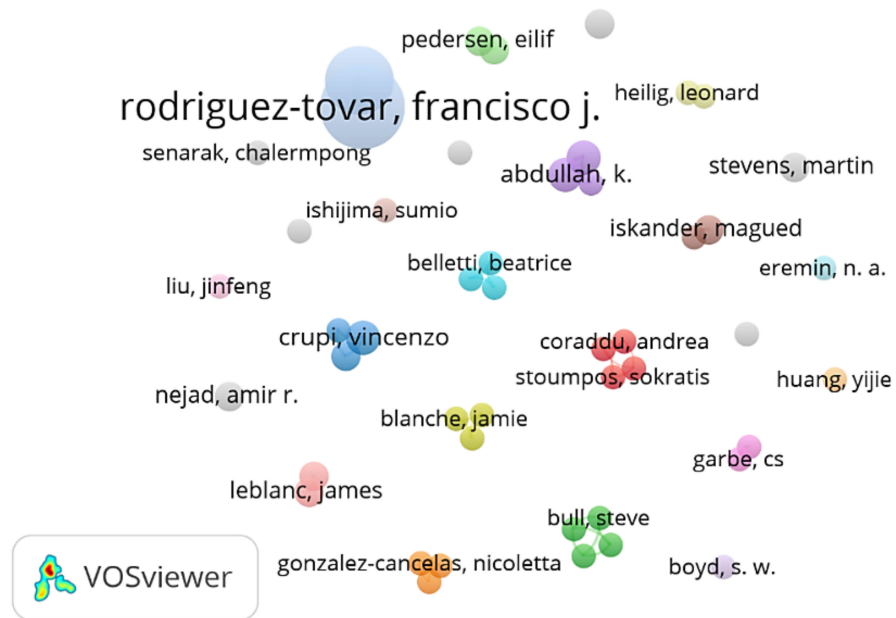 pedersen, eilif
heilig, leonard
rodriguez-tovar, francisco j.
senarak, chalermpong
abdullah, k.
stevens, martin
ishijima, sumio
iskander, magued
belletti, beatrice
eremin, n. a.
liu, jinfeng
crupi, vincenzo
coraddu, andrea
stoumpos, sokratis
huang, yijie
nejad, amir r.
blanche, jamie
garbe, cs
leblanc, james
bull, steve
gonzalez-cancelas, nicoletta
boyd, s. w.
VOSviewer